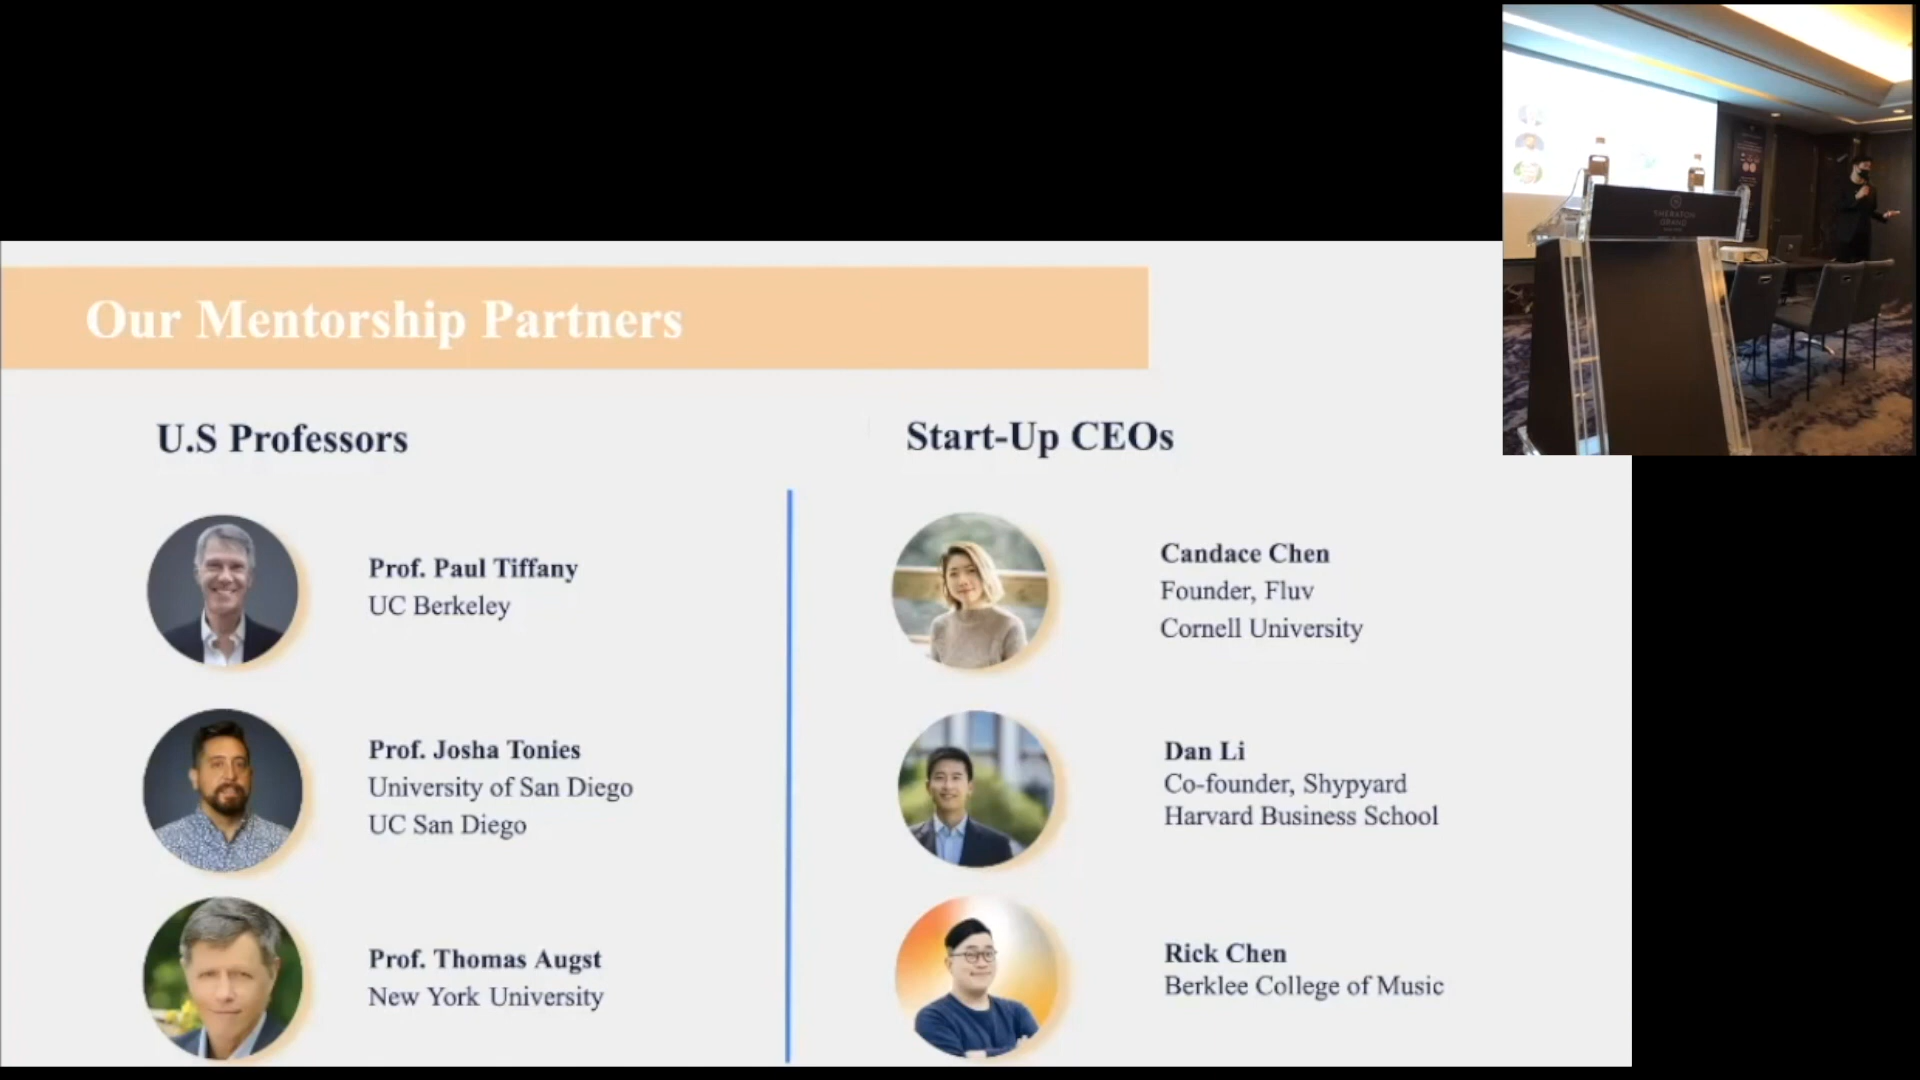 Our Mentorship Partners
U.S Professors
Prof. Paul Tiffany
UC Berkeley
Prof. Josha Tonies
University of San Diego
UC San Diego
Prof. Thomas Augst
New York University
Start-Up CEOs
Candace Chen
Founder, Fluv
Cornell University
Dan Li
Co-founder, Shypyard
Harvard Business School
Rick Chen
Berklee College of Music
SHERATON
GRAND